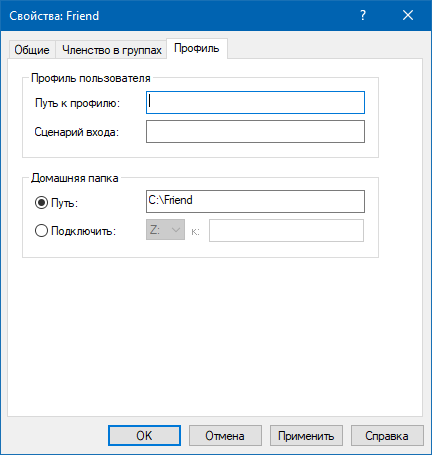 Свойства: Friend
Общие Членство в группах Профиль
Профиль пользователя
Путь к профилю:
Сценарий входа:
Домашняя папка
Путь: C:\Friend
Подключить: Z: к:
OK Отмена Применить Справка